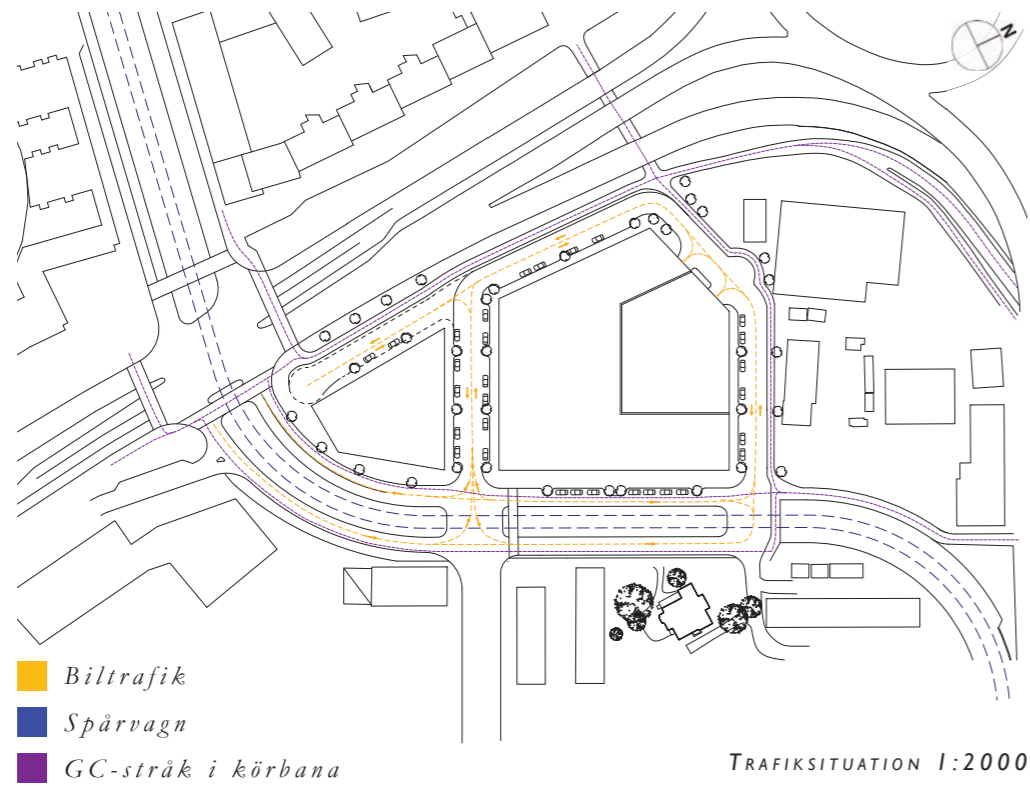 N
Biltrafik
Spårvagn
GC-stråk i körbana
TRAFIKSITUATION 1:2000